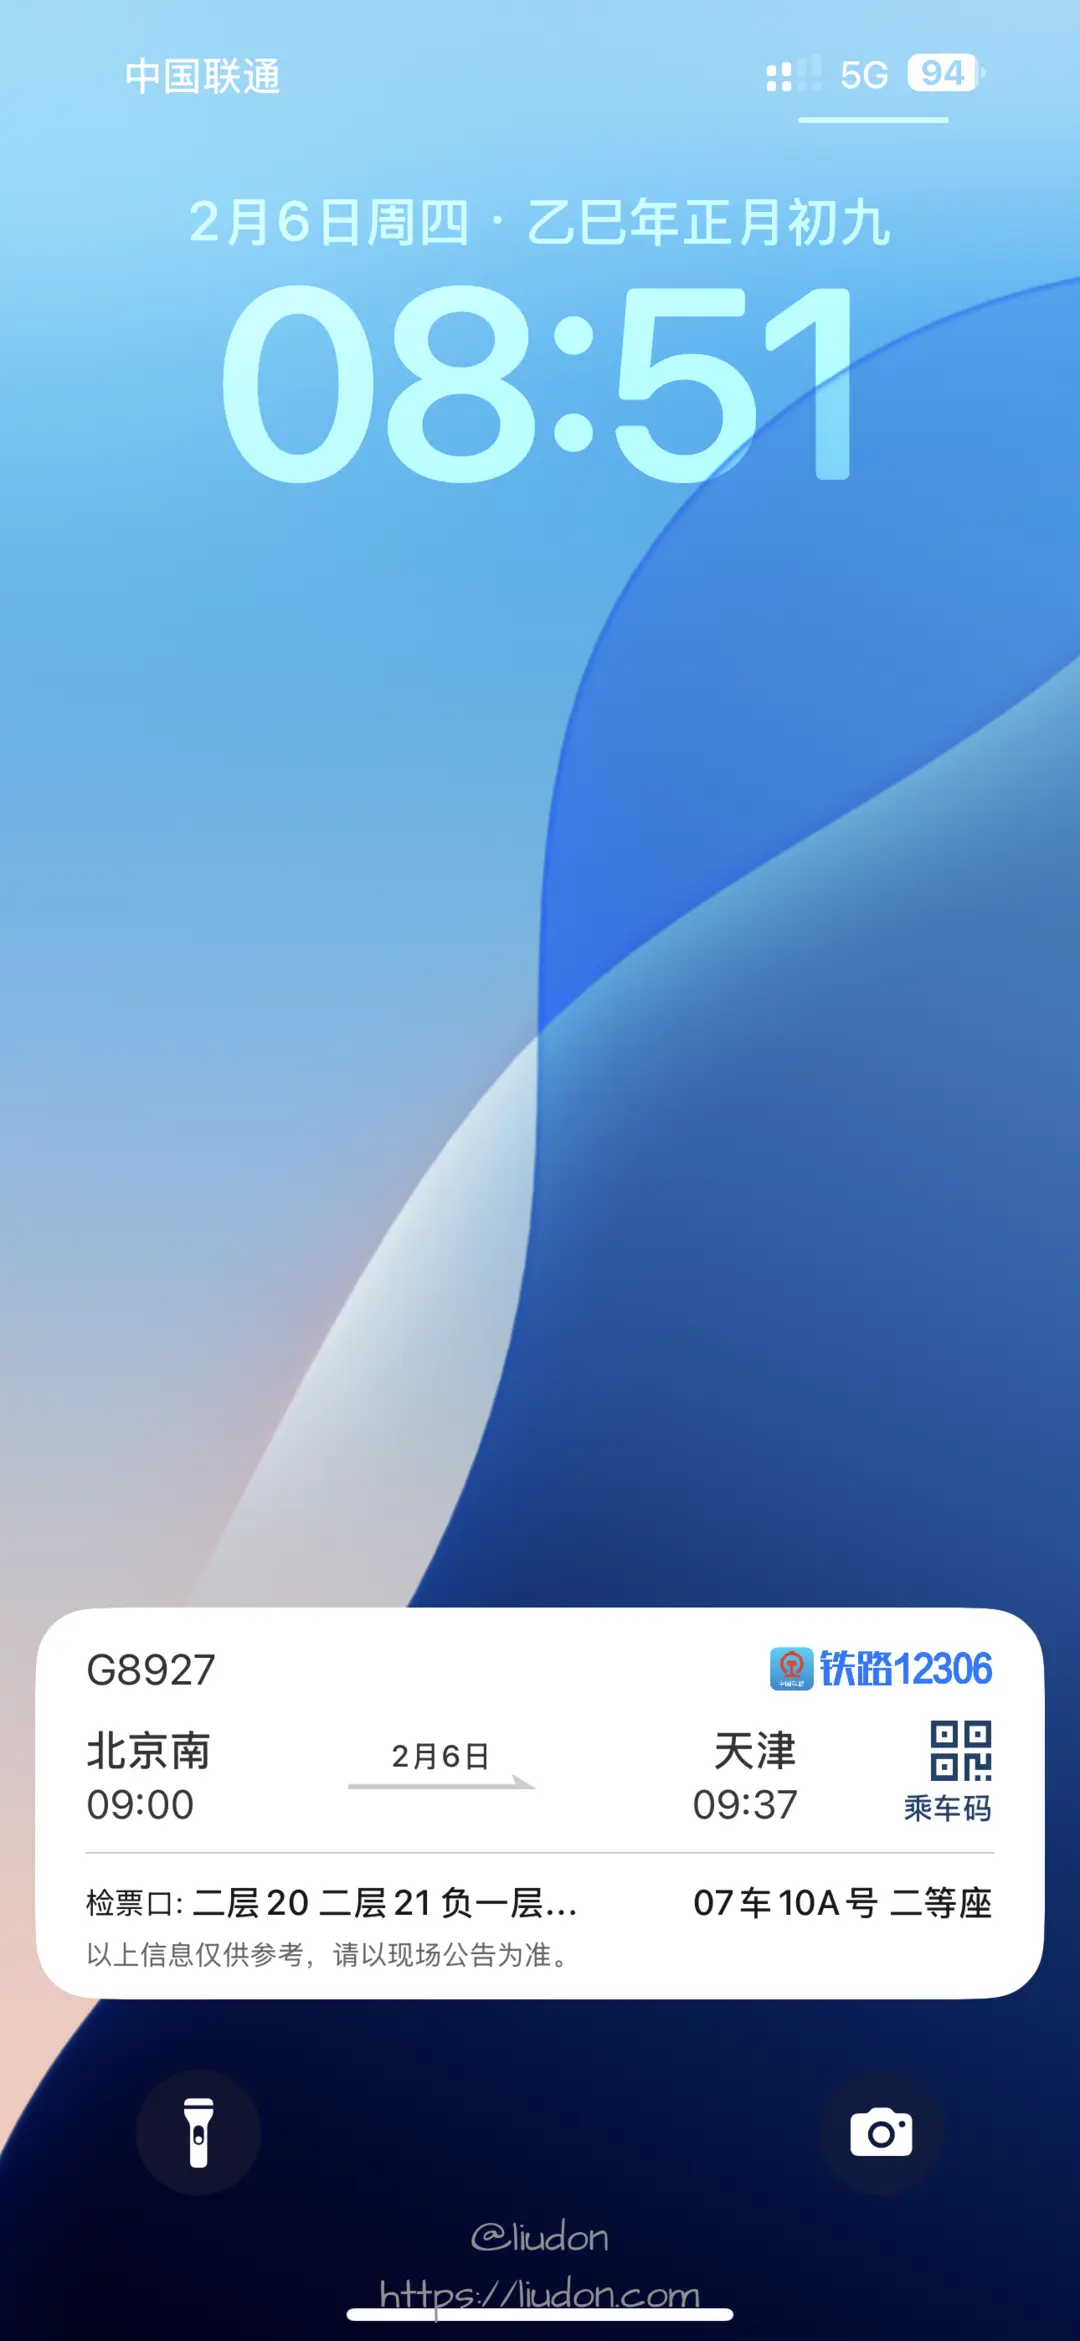 中国联通 5G 94
2月6日周四 · 乙巳年正月初九
08:51
G8927 铁路12306
北京南 2月6日 天津
09:00 09:37 乘车码
检票口: 二层20 二层21 负一层... 07车10A号 二等座
以上信息仅供参考，请以现场公告为准。
@liudon
https://liudon.com